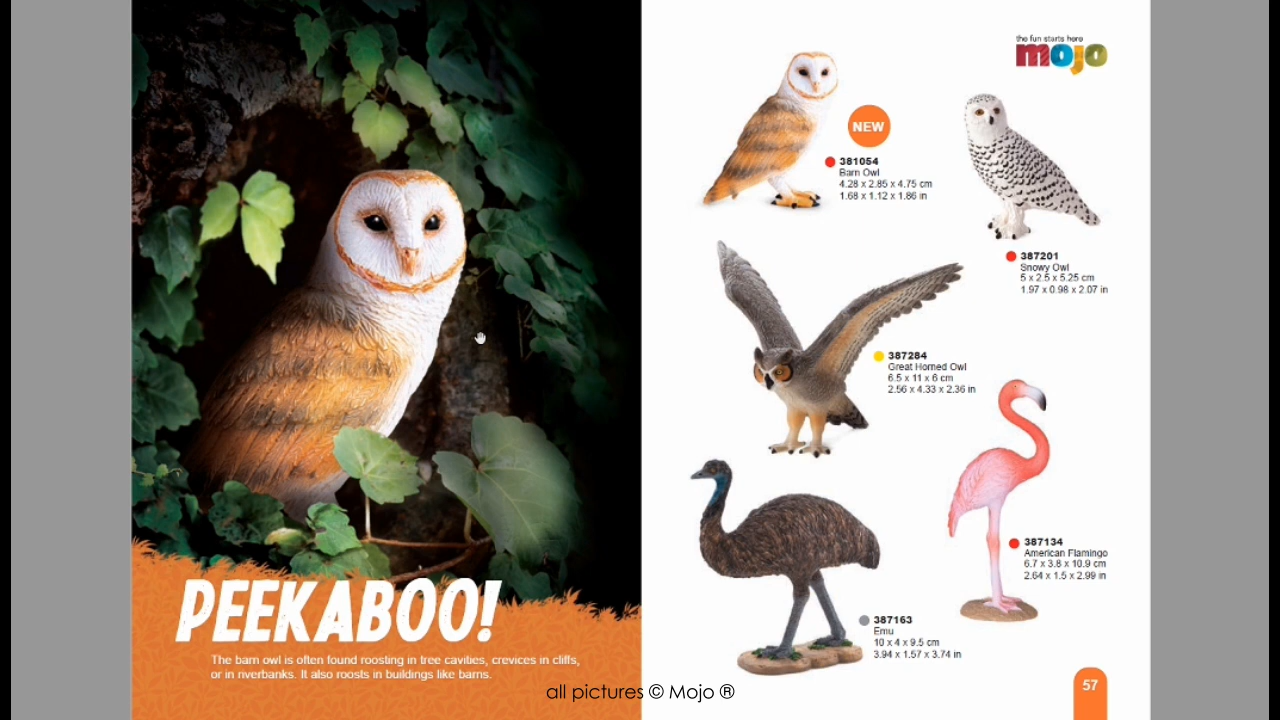 PEEKABOO!
The barn owl is often found roosting in tree cavities, crevices in cliffs,
or in riverbanks. It also roosts in buildings like barns.
the fun starts here
mojo
NEW
381054
Barn Owl
4.28 x 2.85 x 4.75 cm
1.68 x 1.12 x 1.86 in
387201
Snowy Owl
5 x 2.5 x 5.25 cm
1.97 x 0.98 x 2.07 in
387284
Great Horned Owl
6.5 x 11 x 6 cm
2.56 x 4.33 x 2.36 in
387134
American Flamingo
6.7 x 3.8 x 10.9 cm
2.64 x 1.5 x 2.99 in
387163
Emu
10 x 4 x 9.5 cm
3.94 x 1.57 x 3.74 in
57
all pictures © Mojo ®